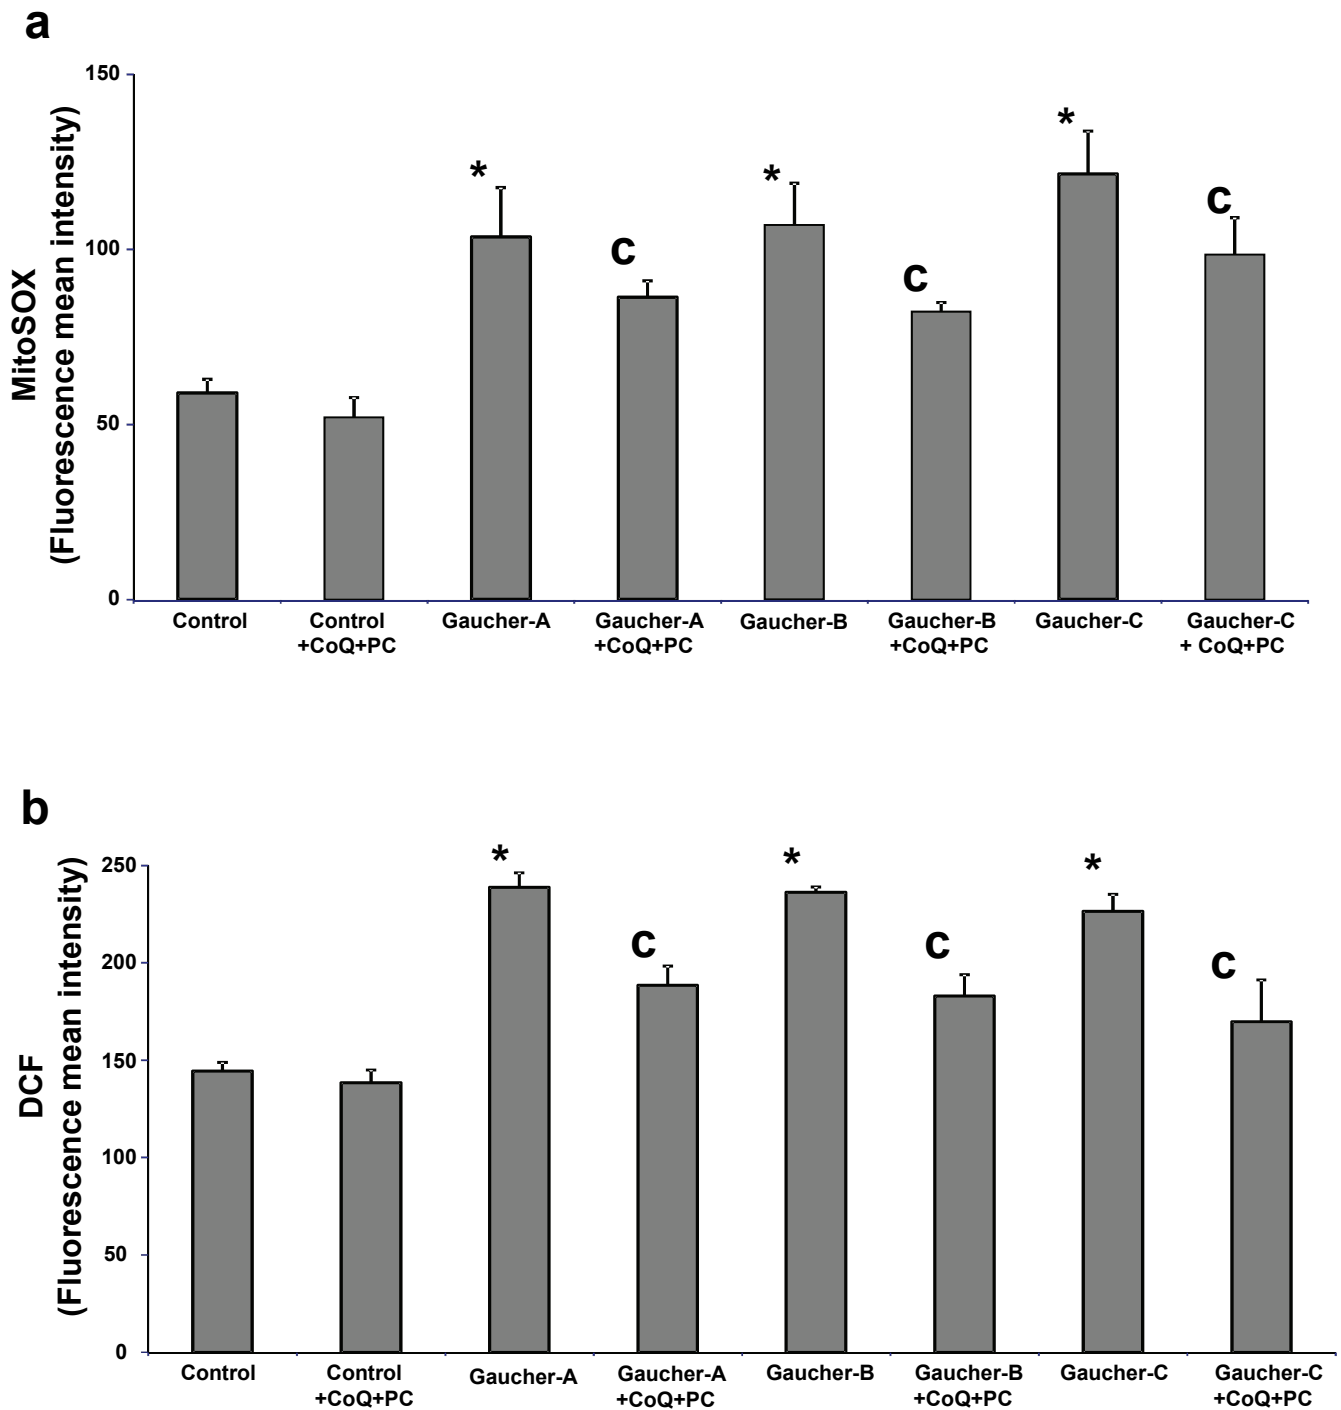 a
MitoSOX
(Fluorescence mean intensity)
150
100
50
0
*
c
*
c
*
c
Control
Control
+CoQ+PC
Gaucher-A
Gaucher-A
+CoQ+PC
Gaucher-B
Gaucher-B
+CoQ+PC
Gaucher-C
Gaucher-C
+ CoQ+PC
b
DCF
(Fluorescence mean intensity)
250
200
150
100
50
0
*
c
*
c
*
c
Control
Control
+CoQ+PC
Gaucher-A
Gaucher-A
+CoQ+PC
Gaucher-B
Gaucher-B
+CoQ+PC
Gaucher-C
Gaucher-C
+CoQ+PC